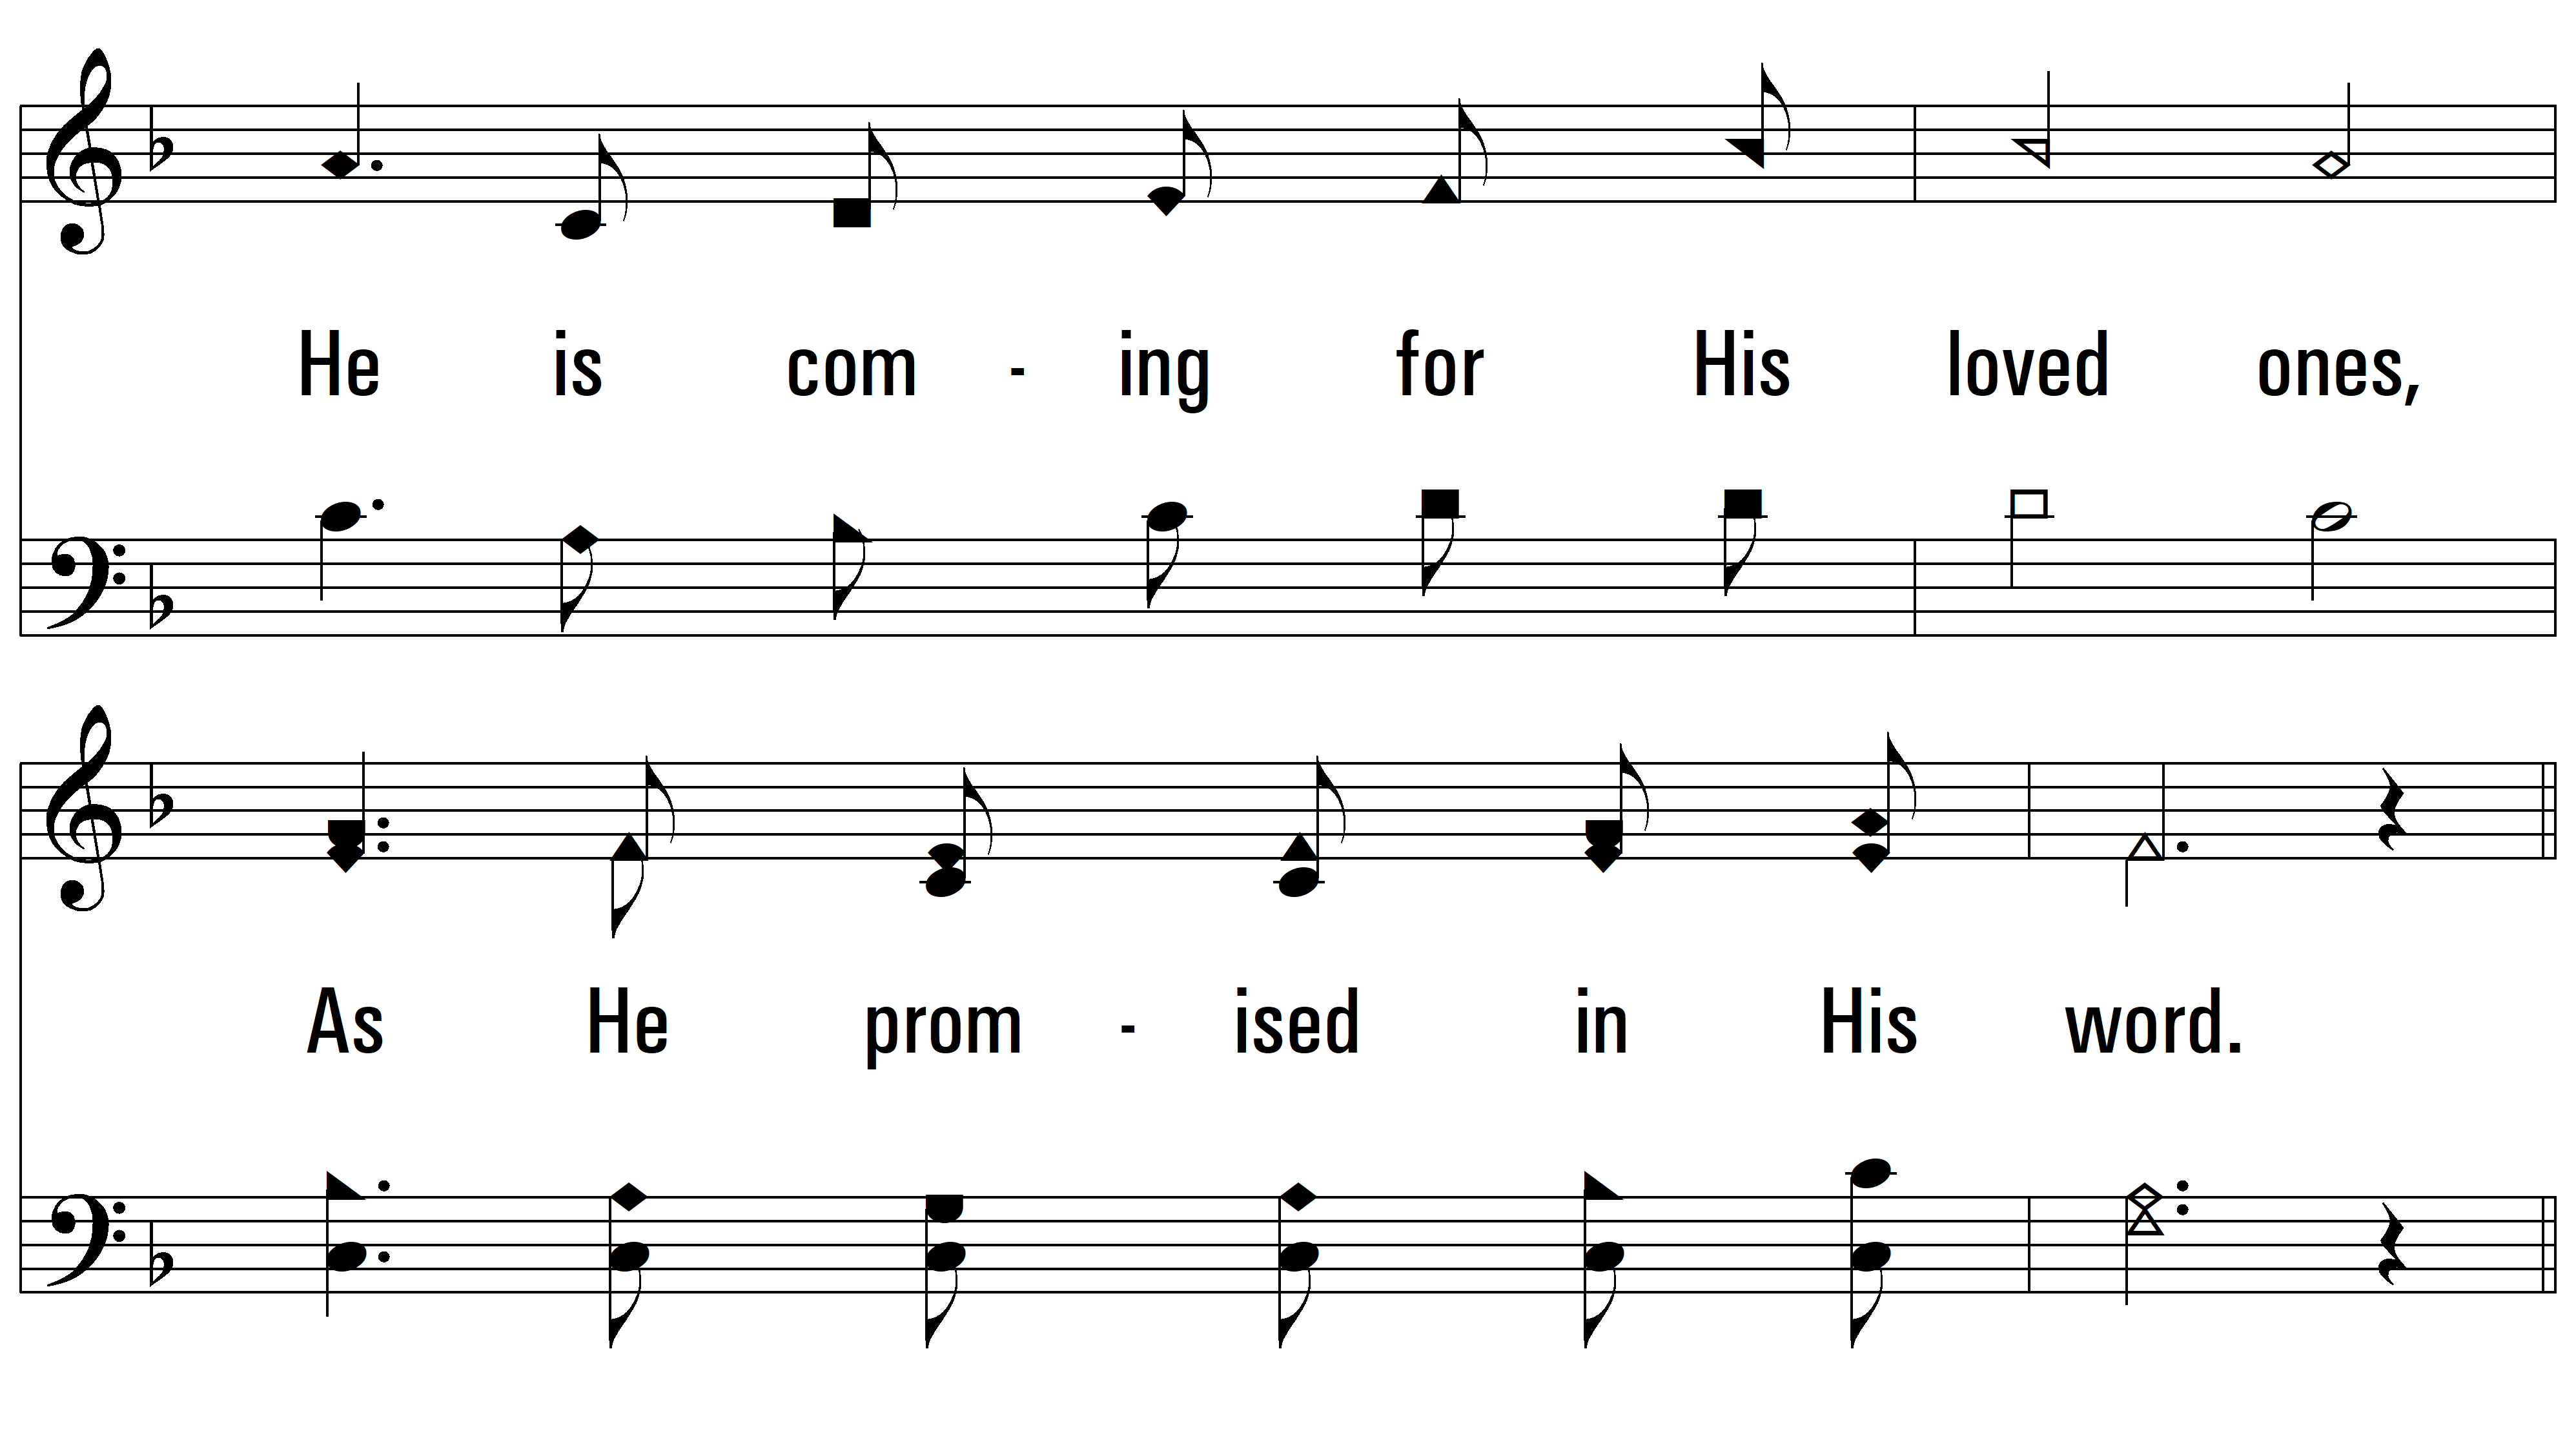 He is com - ing for His loved ones,
As He prom - ised in His word.